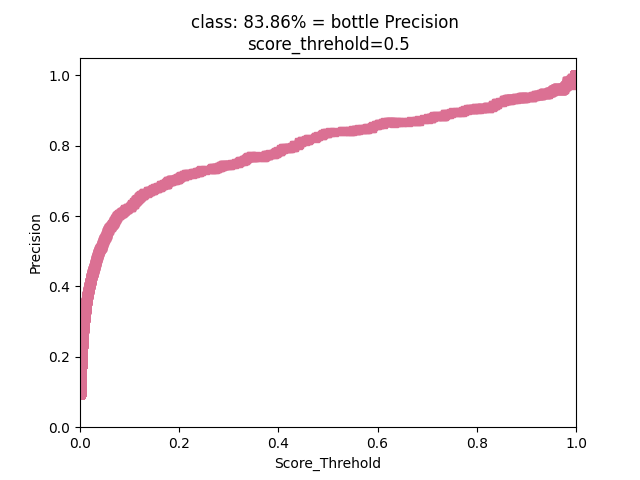 class: 83.86% = bottle Precision
score_threhold=0.5
1.0
0.8
0.6
0.4
0.2
0.0
Precision
0.0 0.2 0.4 0.6 0.8 1.0
Score_Threhold